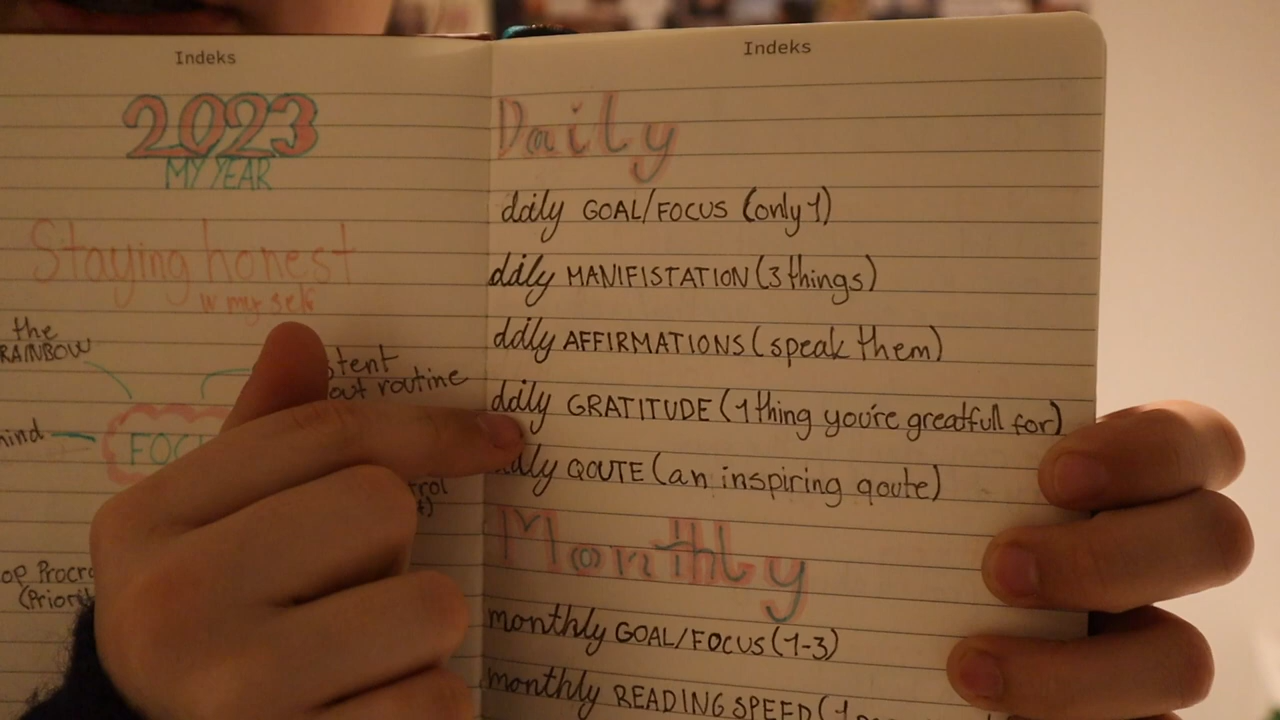 Indeks
2023
MY YEAR
Staying honest
w my self
the
RAINBOW
out routine
FOC
Indeks
Daily
daily GOAL/FOCUS (only 1)
daily MANIFISTATION (3 things)
daily AFFIRMATIONS (speak them)
daily GRATITUDE (1 thing you're greatfull for)
QOUTE (an inspiring qoute)
Monthly
monthly GOAL/FOCUS (1-3)
monthly READING SPEED (1